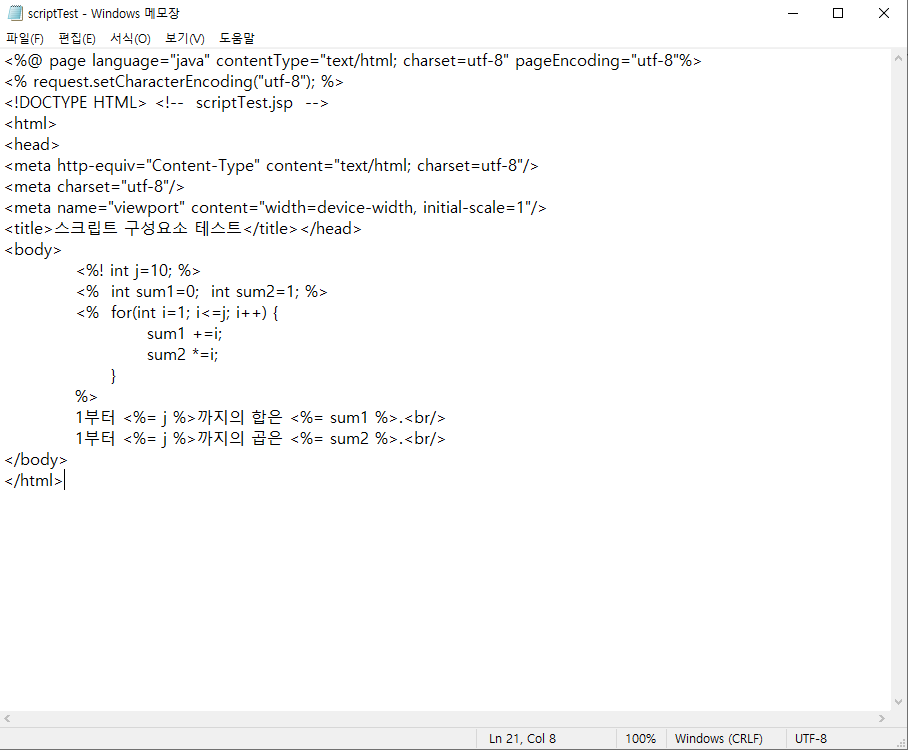 scriptTest - Windows 메모장
파일(F) 편집(E) 서식(O) 보기(V) 도움말
<%@ page language="java" contentType="text/html; charset=utf-8" pageEncoding="utf-8"%>
<% request.setCharacterEncoding("utf-8"); %>
<!DOCTYPE HTML> <!--  scriptTest.jsp  -->
<html>
<head>
<meta http-equiv="Content-Type" content="text/html; charset=utf-8"/>
<meta charset="utf-8"/>
<meta name="viewport" content="width=device-width, initial-scale=1"/>
<title>스크립트 구성요소 테스트</title></head>
<body>
	<%! int j=10; %>
	<%  int sum1=0;  int sum2=1; %>
	<%  for(int i=1; i<=j; i++) {
		sum1 +=i;
		sum2 *=i;
	     }
	%>
	1부터 <%= j %>까지의 합은 <%= sum1 %>.<br/>
	1부터 <%= j %>까지의 곱은 <%= sum2 %>.<br/>
</body>
</html>
Ln 21, Col 8 100% Windows (CRLF) UTF-8